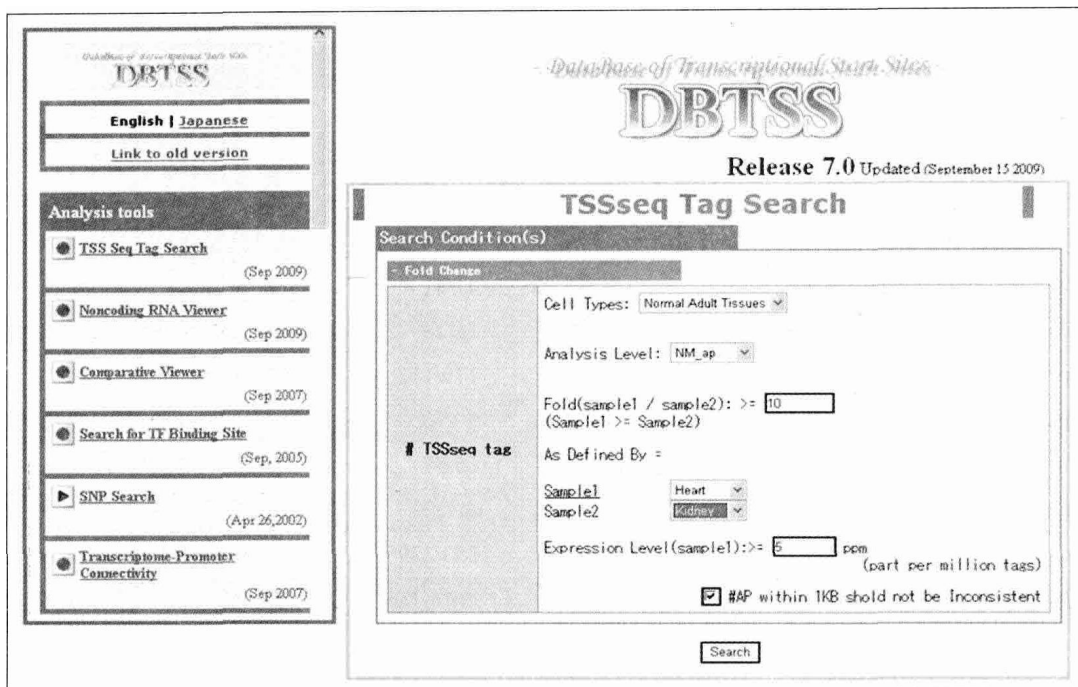 DataBase of Transcriptional Start Sites
DBTSS
English | Japanese
Link to old version
Analysis tools
TSS Seq Tag Search
(Sep 2009)
Noncoding RNA Viewer
(Sep 2009)
Comparative Viewer
(Sep 2007)
Search for TF Binding Site
(Sep, 2005)
SNP Search
(Apr 26,2002)
Transcriptome-Promoter
Connectivity
(Sep 2007)
DataBase of Transcriptional Start Sites
DBTSS
Release 7.0 Updated (September 15 2009)
TSSseq Tag Search
Search Condition(s)
- Fold Change
# TSSseq tag
Cell Types: Normal Adult Tissues
Analysis Level: NM_ap
Fold(sample1 / sample2): >= 10
(Sample1 >= Sample2)
As Defined By =
Sample1 Heart
Sample2 Kidney
Expression Level(sample1):>= 5 ppm
(part per million tags)
#AP within 1KB shold not be Inconsistent
Search